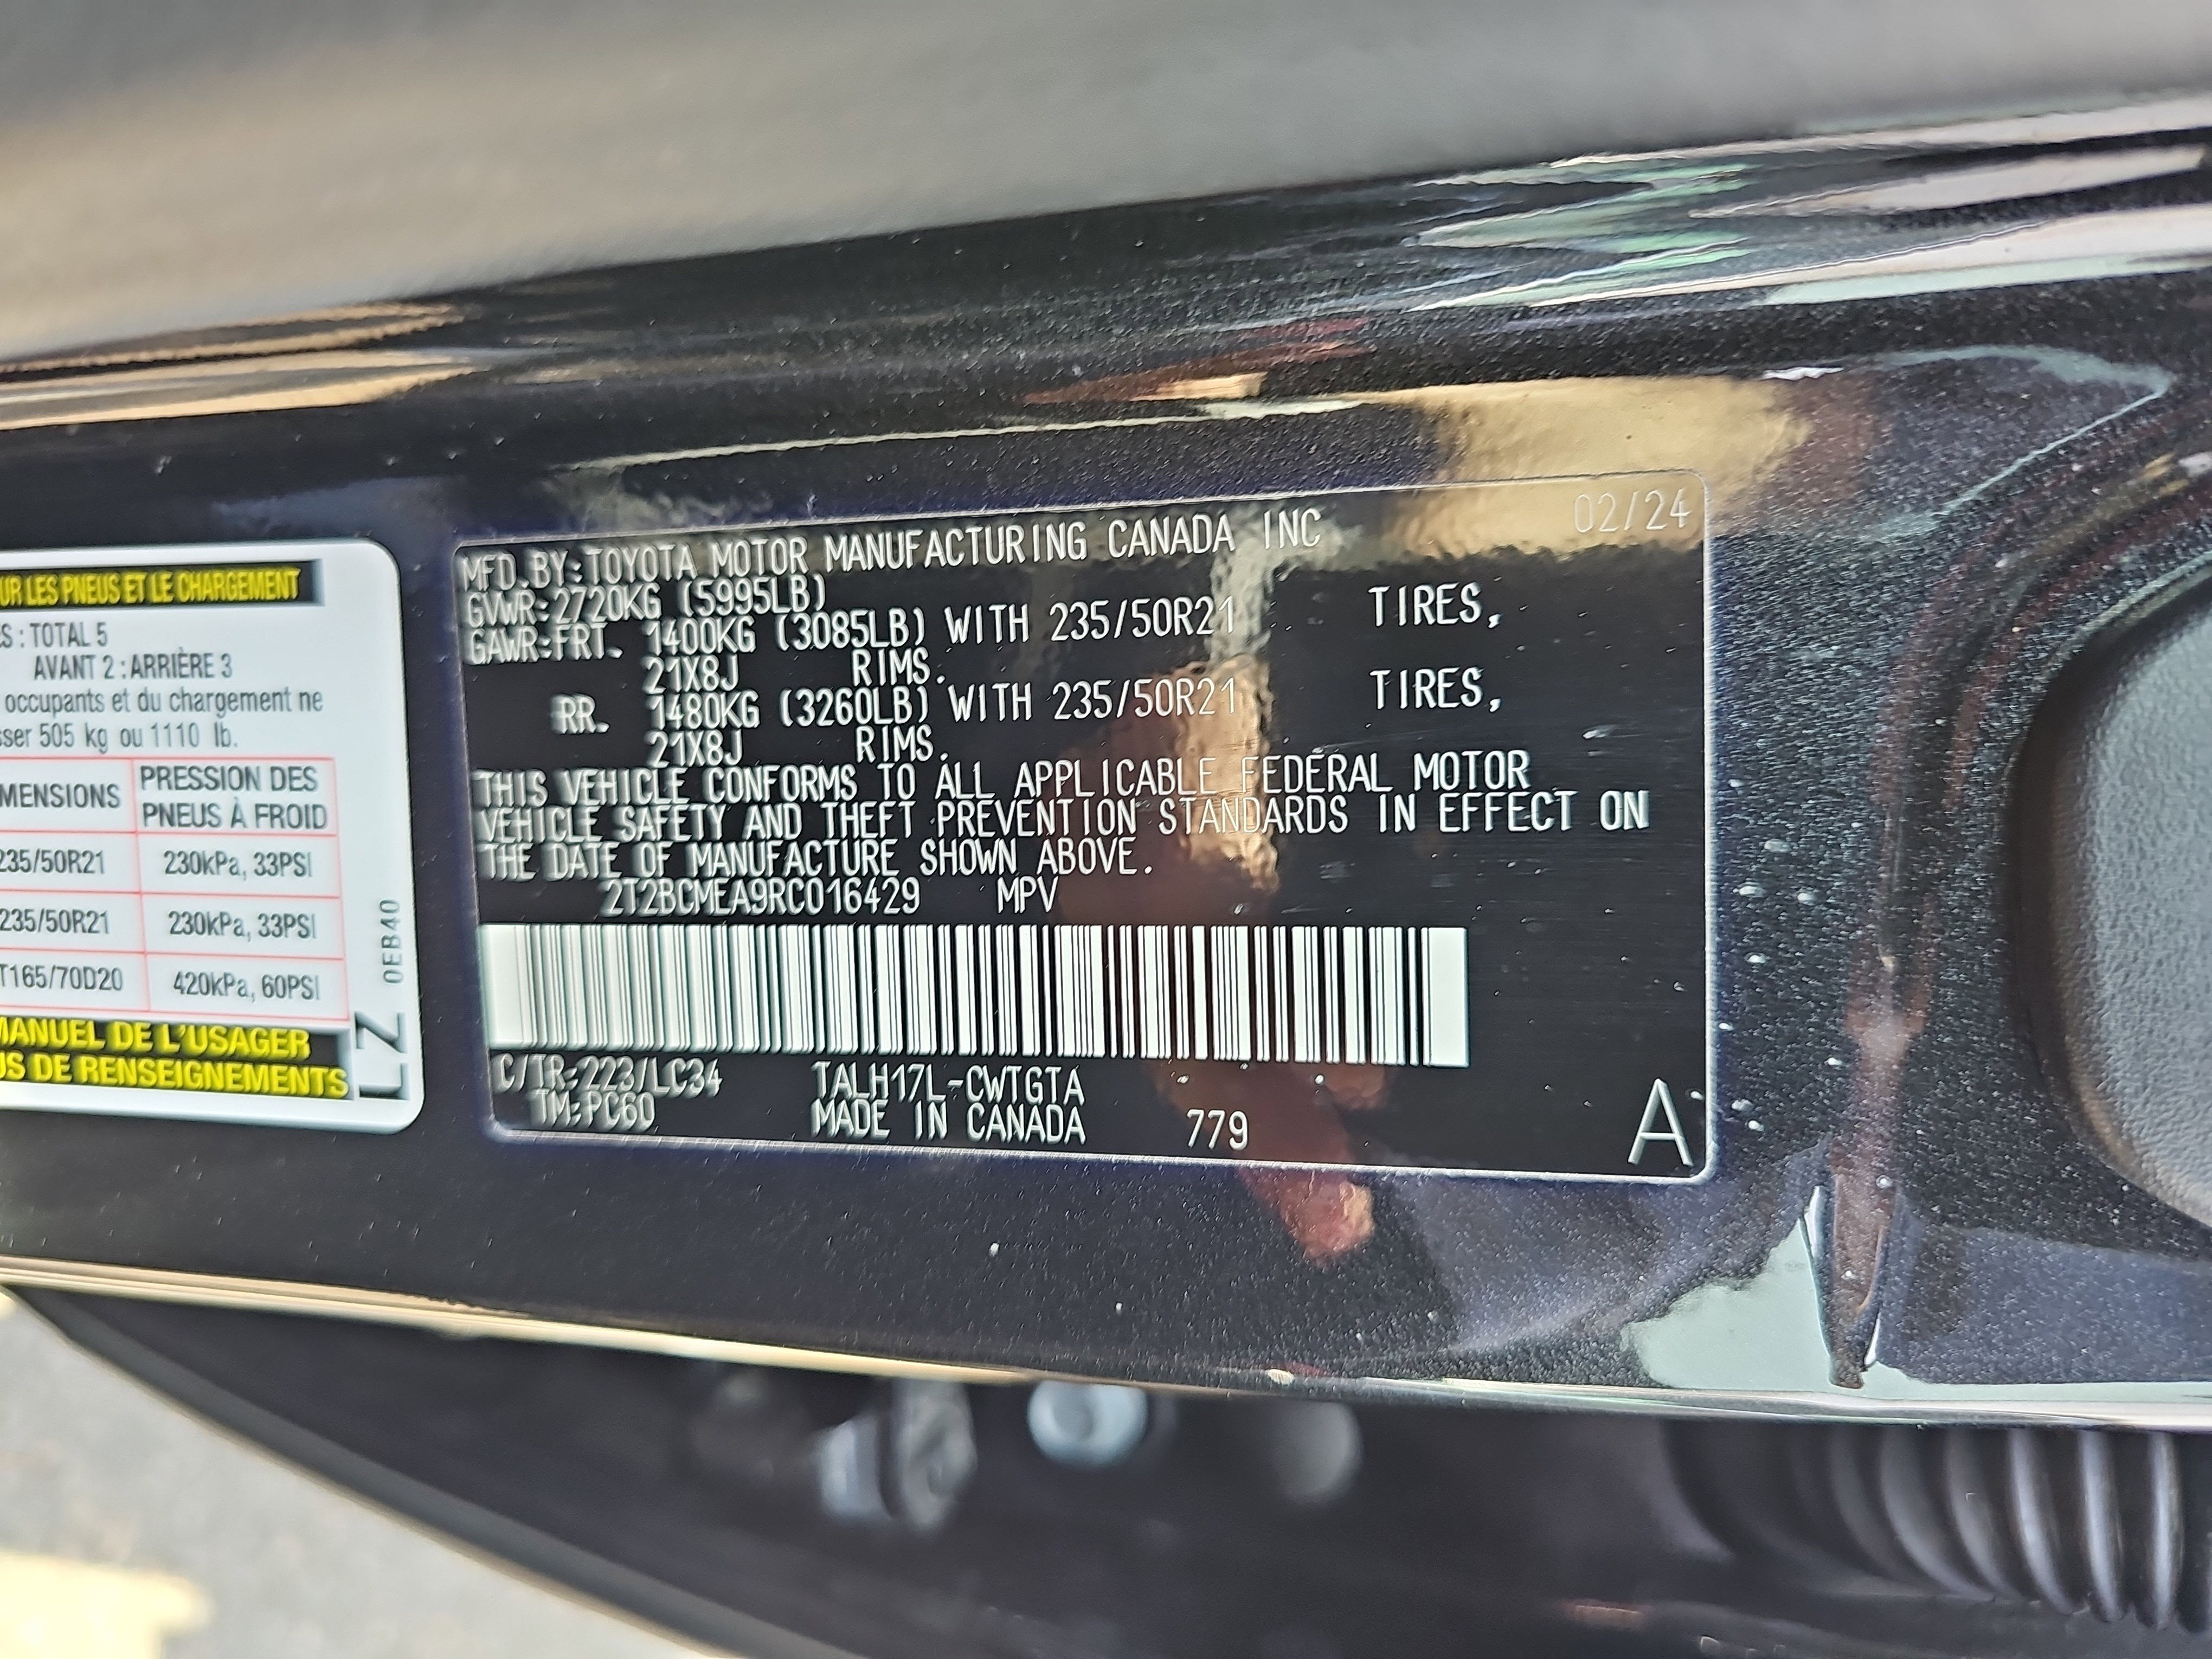 UR LES PNEUS ET LE CHARGEMENT
: TOTAL 5
AVANT 2 : ARRIÈRE 3
occupants et du chargement ne
505 kg ou 1110 lb.
PRESSION DES
PNEUS À FROID
235/50R21 230kPa, 33PSI
235/50R21 230kPa, 33PSI
T165/70D20 420kPa, 60PSI
MANUEL DE L'USAGER
US DE RENSEIGNEMENTS
LZ 0EB40
02/24
MFD.BY:TOYOTA MOTOR MANUFACTURING CANADA INC
GVWR:2720KG (5995LB)
GAWR:FRT. 1400KG (3085LB) WITH 235/50R21 TIRES,
21X8J RIMS.
RR. 1480KG (3260LB) WITH 235/50R21 TIRES,
21X8J RIMS.
THIS VEHICLE CONFORMS TO ALL APPLICABLE FEDERAL MOTOR
VEHICLE SAFETY AND THEFT PREVENTION STANDARDS IN EFFECT ON
THE DATE OF MANUFACTURE SHOWN ABOVE.
2T2BCMEA9RC016429 MPV
C/TR:223/LC34 TALH17L-CWTGTA
TM:PC60 MADE IN CANADA 779
A